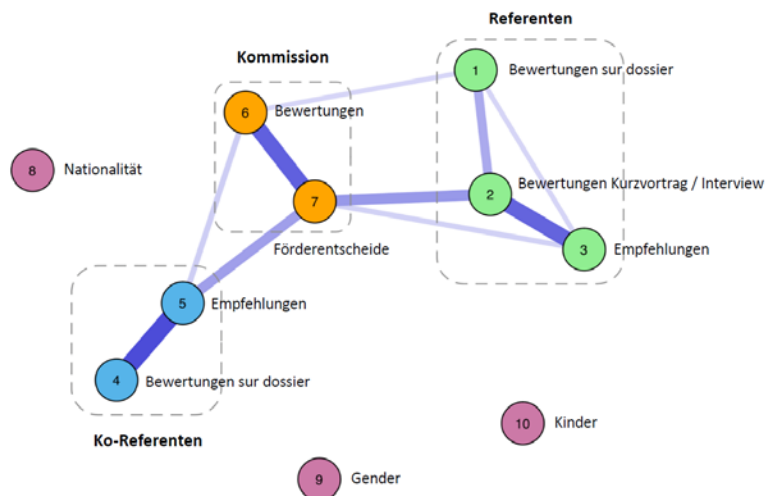 Referenten
1
Bewertungen sur dossier
Kommission
6
Bewertungen
8
Nationalität
2
Bewertungen Kurzvortrag / Interview
7
Förderentscheide
3
Empfehlungen
5
Empfehlungen
4
Bewertungen sur dossier
Ko-Referenten
10
Kinder
9
Gender